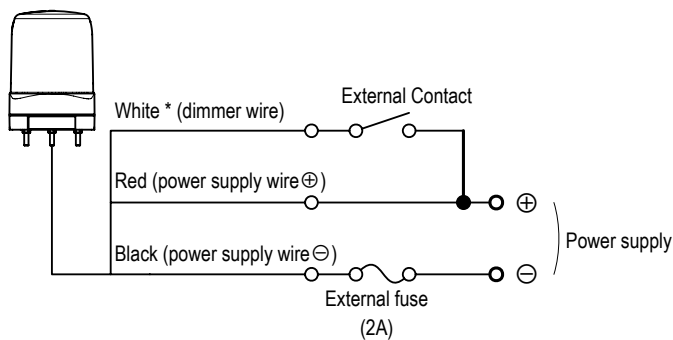 External Contact
White * (dimmer wire)
Red (power supply wire⊕)
⊕
Power supply
Black (power supply wire⊖)
⊖
External fuse
(2A)